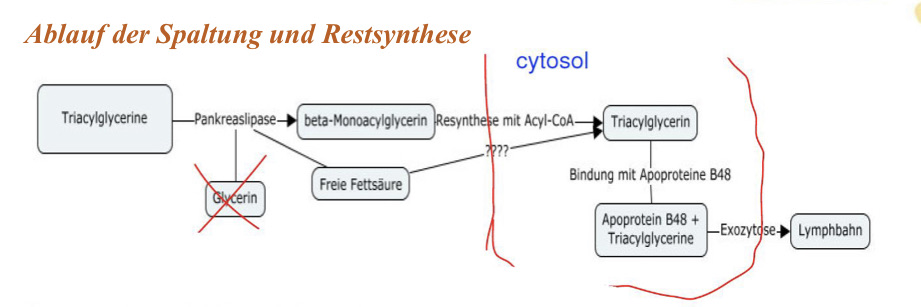 Ablauf der Spaltung und Restsynthese
cytosol
Triacylglycerine
Pankreaslipase
beta-Monoacylglycerin
Resynthese mit Acyl-CoA
Triacylglycerin
????
Glycerin
Freie Fettsäure
Bindung mit Apoproteine B48
Apoprotein B48 +
Triacylglycerine
Exozytose
Lymphbahn